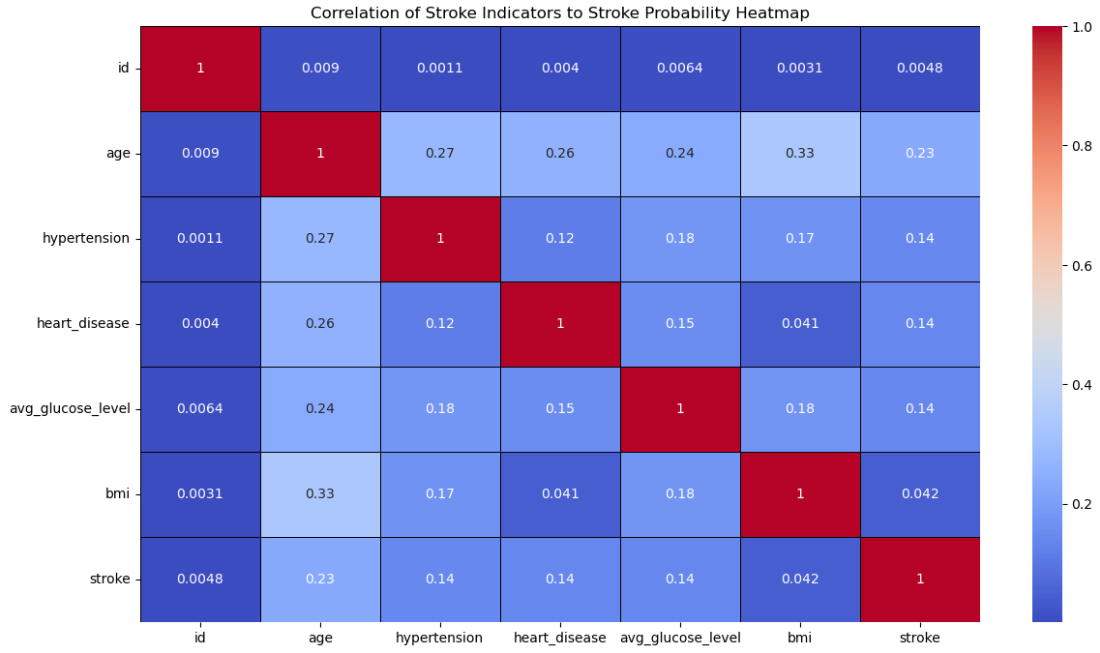 Correlation of Stroke Indicators to Stroke Probability Heatmap
id 1 0.009 0.0011 0.004 0.0064 0.0031 0.0048
age 0.009 1 0.27 0.26 0.24 0.33 0.23
hypertension 0.0011 0.27 1 0.12 0.18 0.17 0.14
heart_disease 0.004 0.26 0.12 1 0.15 0.041 0.14
avg_glucose_level 0.0064 0.24 0.18 0.15 1 0.18 0.14
bmi 0.0031 0.33 0.17 0.041 0.18 1 0.042
stroke 0.0048 0.23 0.14 0.14 0.14 0.042 1
id age hypertension heart_disease avg_glucose_level bmi stroke
1.0
0.8
0.6
0.4
0.2